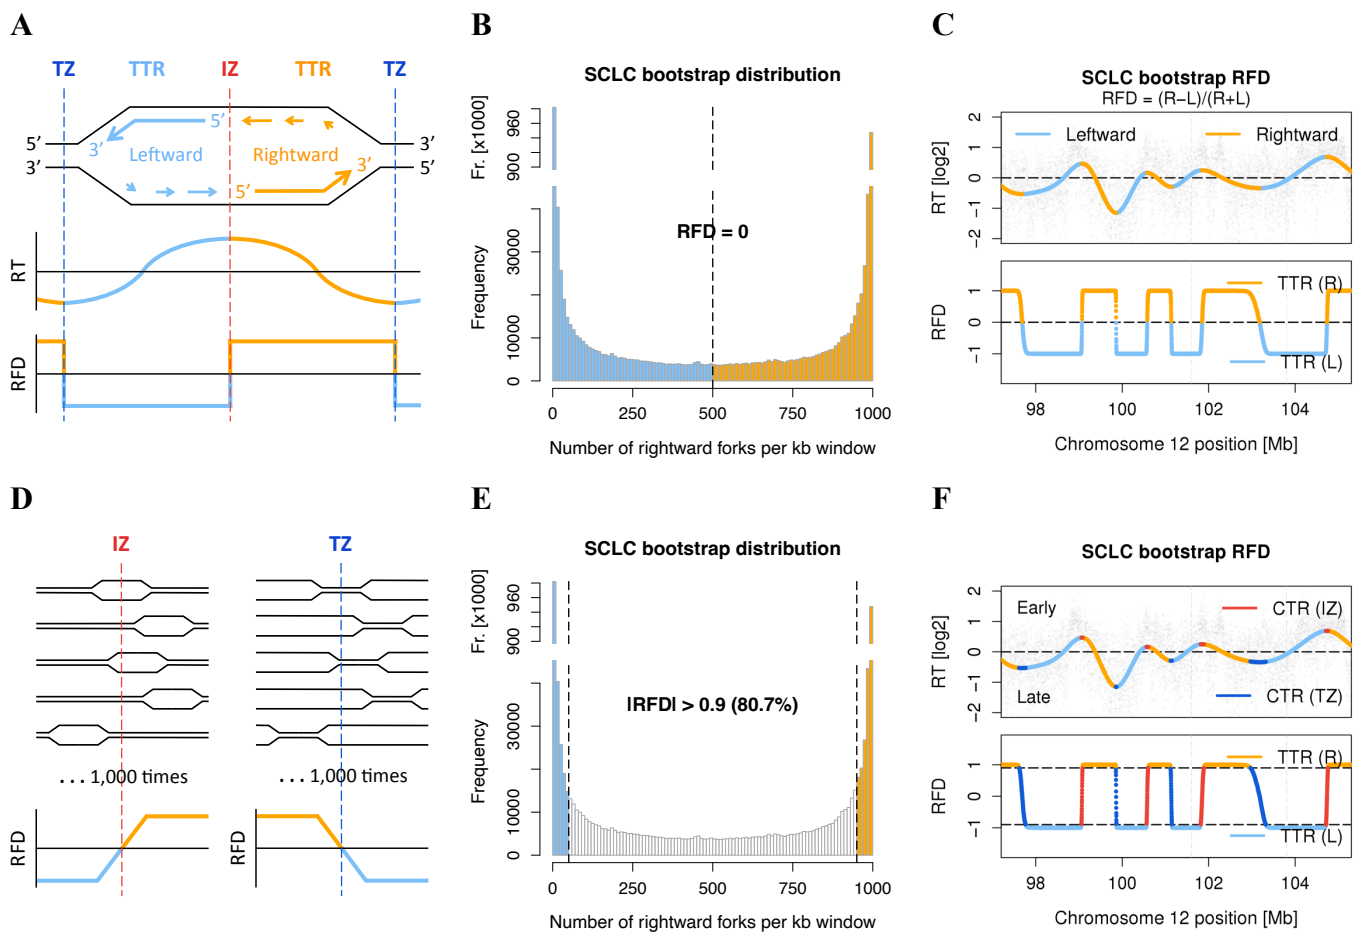 A
TZ TTR IZ TTR TZ
5’
5’ 3’ 3’
3’ Leftward Rightward 3’ 5’
5’
RT
RFD
B
SCLC bootstrap distribution
Fr. [x1000]
960
900
RFD = 0
Frequency
30000
10000
0
0 250 500 750 1000
Number of rightward forks per kb window
C
SCLC bootstrap RFD
RFD = (R−L)/(R+L)
Leftward Rightward
RT [log2]
2
1
0
−1
−2
TTR (R)
RFD
1
0
−1
TTR (L)
98 100 102 104
Chromosome 12 position [Mb]
D
IZ TZ
. . . 1,000 times . . . 1,000 times
RFD RFD
E
SCLC bootstrap distribution
Fr. [x1000]
960
900
|RFD| > 0.9 (80.7%)
Frequency
30000
10000
0
0 250 500 750 1000
Number of rightward forks per kb window
F
SCLC bootstrap RFD
Early CTR (IZ)
RT [log2]
2
1
0
−1
−2
Late CTR (TZ)
TTR (R)
RFD
1
0
−1
TTR (L)
98 100 102 104
Chromosome 12 position [Mb]